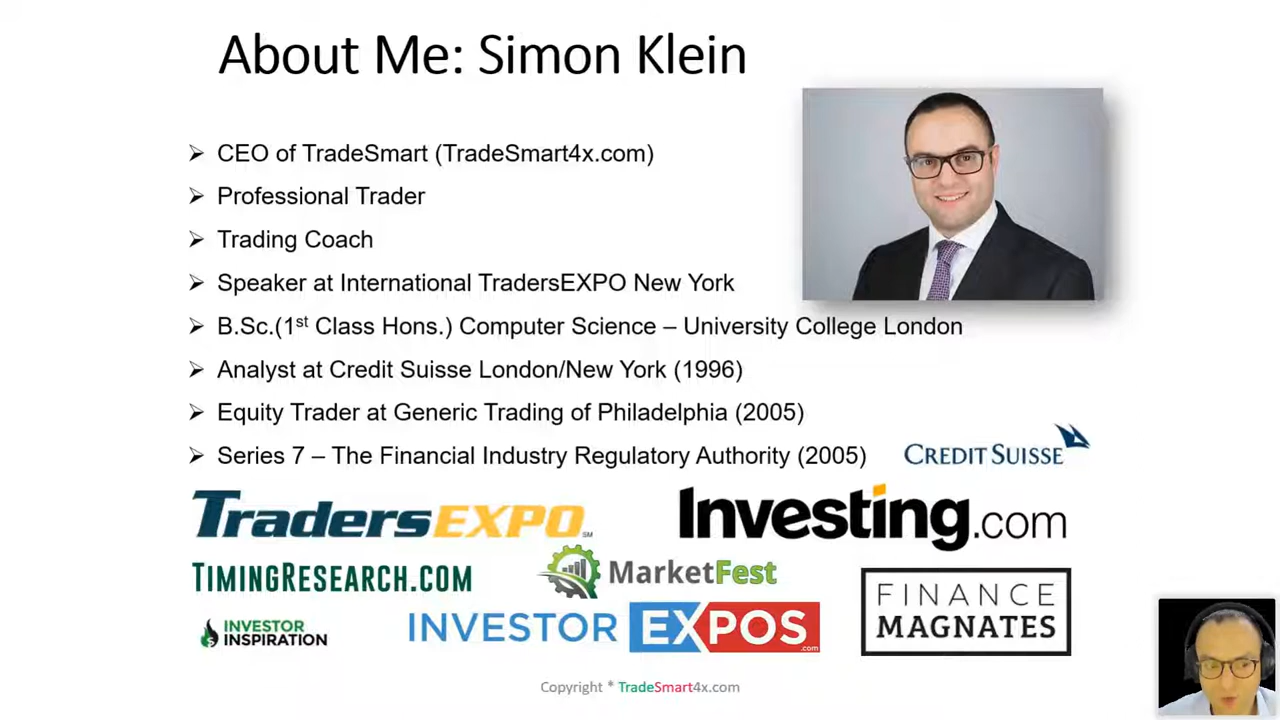 About Me: Simon Klein
CEO of TradeSmart (TradeSmart4x.com)
Professional Trader
Trading Coach
Speaker at International TradersEXPO New York
B.Sc.(1st Class Hons.) Computer Science – University College London
Analyst at Credit Suisse London/New York (1996)
Equity Trader at Generic Trading of Philadelphia (2005)
Series 7 – The Financial Industry Regulatory Authority (2005)
CREDIT SUISSE
TradersEXPO SM
Investing.com
TIMINGRESEARCH.COM
MarketFest
FINANCE
MAGNATES
INVESTOR
INSPIRATION
INVESTOR EXPOS .com
Copyright * TradeSmart4x.com